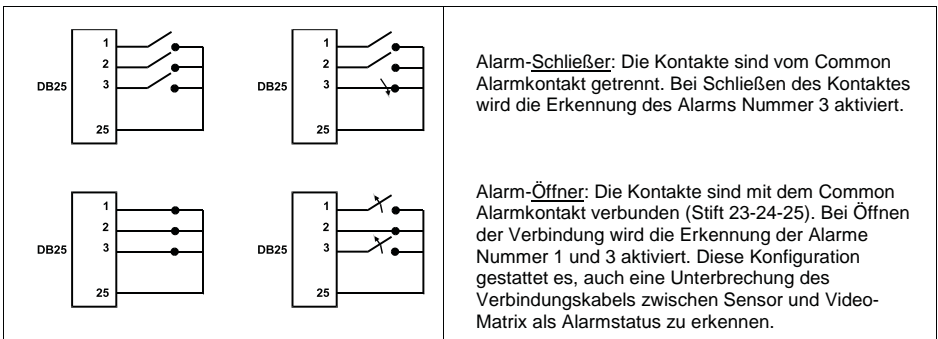 1
2
DB25 3
25
1
2
DB25 3
25
Alarm-Schließer: Die Kontakte sind vom Common
Alarmkontakt getrennt. Bei Schließen des Kontaktes
wird die Erkennung des Alarms Nummer 3 aktiviert.
1
2
DB25 3
25
1
2
DB25 3
25
Alarm-Öffner: Die Kontakte sind mit dem Common
Alarmkontakt verbunden (Stift 23-24-25). Bei Öffnen
der Verbindung wird die Erkennung der Alarme
Nummer 1 und 3 aktiviert. Diese Konfiguration
gestattet es, auch eine Unterbrechung des
Verbindungskabels zwischen Sensor und Video-
Matrix als Alarmstatus zu erkennen.